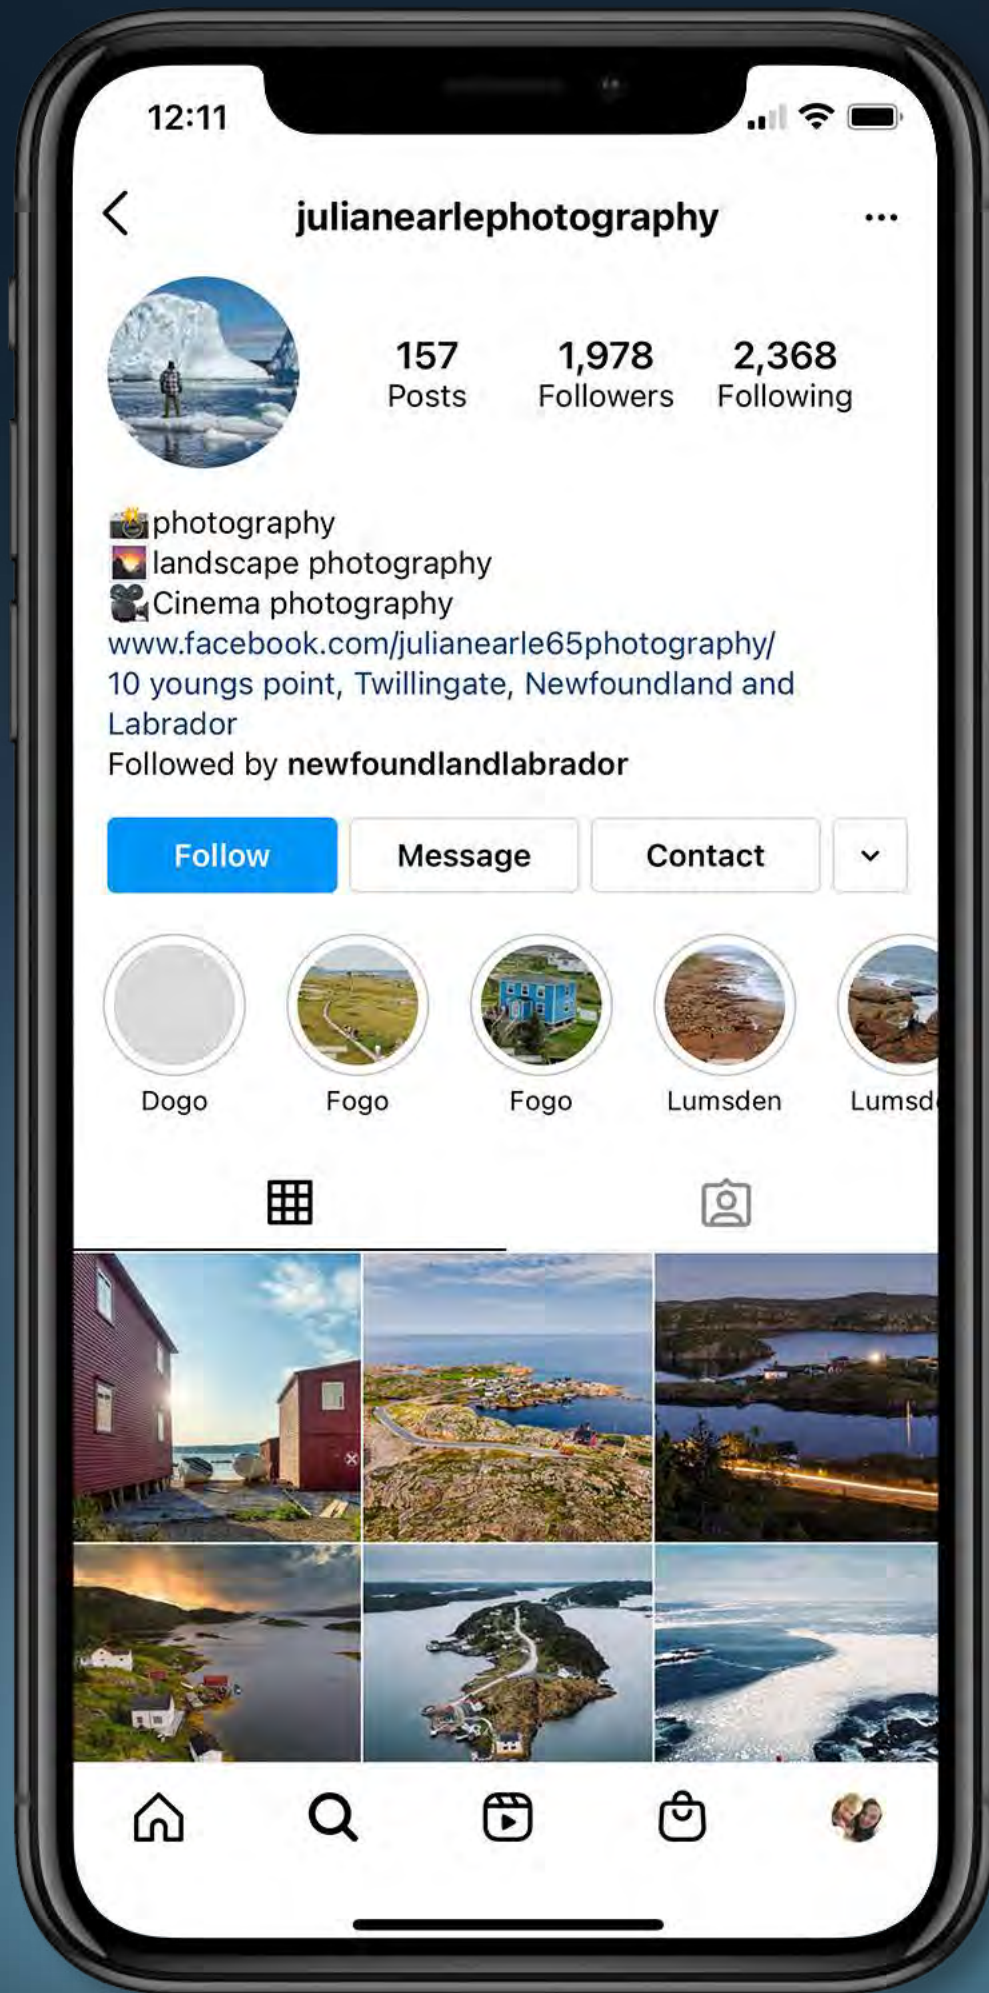 12:11
julianearlephotography
157
1,978
2,368
Posts
Followers
Following
photography
landscape photography
Cinema photography
www.facebook.com/julianearle65photography/
10 youngs point, Twillingate, Newfoundland and
Labrador
Followed by newfoundlandlabrador
Follow
Message
Contact
Dogo
Fogo
Fogo
Lumsden